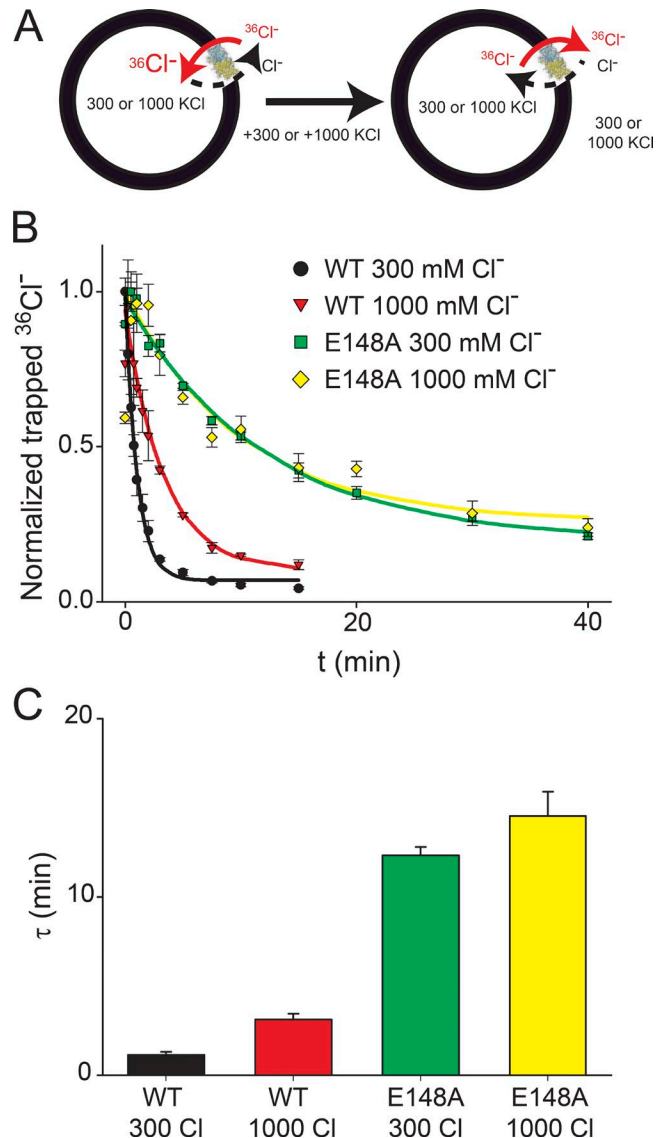 A
³⁶Cl⁻
³⁶Cl⁻
Cl⁻
300 or 1000 KCl
+300 or +1000 KCl
³⁶Cl⁻
³⁶Cl⁻
Cl⁻
300 or 1000 KCl
300 or
1000 KCl
B
Normalized trapped ³⁶Cl⁻
1.0
0.5
0.0
WT 300 mM Cl⁻
WT 1000 mM Cl⁻
E148A 300 mM Cl⁻
E148A 1000 mM Cl⁻
0
20
40
t (min)
C
τ (min)
20
10
0
WT
300 Cl
WT
1000 Cl
E148A
300 Cl
E148A
1000 Cl